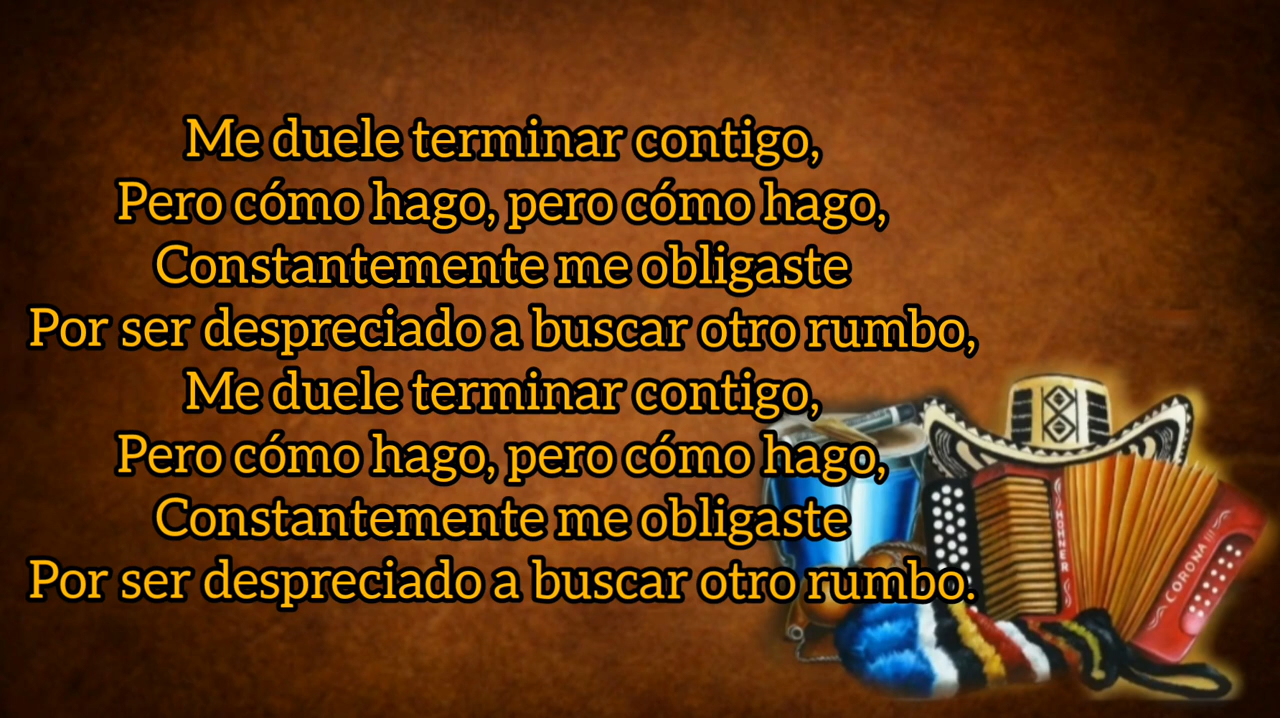 Me duele terminar contigo,
Pero cómo hago, pero cómo hago,
Constantemente me obligaste
Por ser despreciado a buscar otro rumbo,
Me duele terminar contigo,
Pero cómo hago, pero cómo hago,
Constantemente me obligaste
Por ser despreciado a buscar otro rumbo.
HOHNER
CORONA III